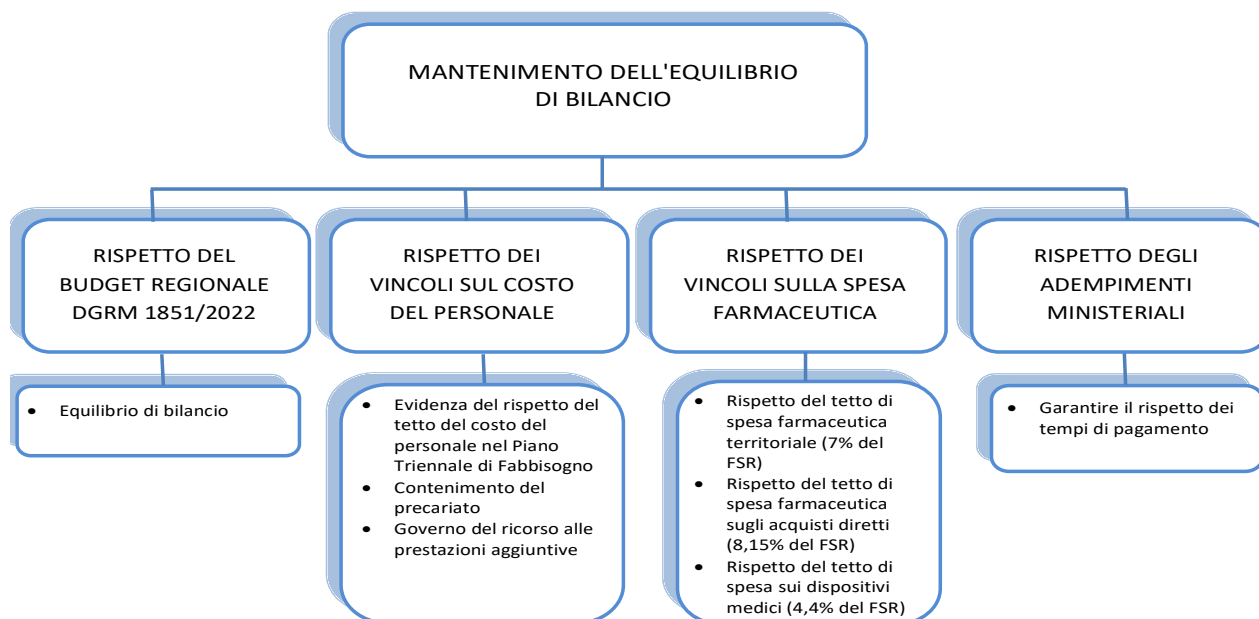 MANTENIMENTO DELL'EQUILIBRIO
DI BILANCIO
RISPETTO DEL
BUDGET REGIONALE
DGRM 1851/2022
RISPETTO DEI
VINCOLI SUL COSTO
DEL PERSONALE
RISPETTO DEI
VINCOLI SULLA SPESA
FARMACEUTICA
RISPETTO DEGLI
ADEMPIMENTI
MINISTERIALI
• Equilibrio di bilancio
• Evidenza del rispetto del
tetto del costo del
personale nel Piano
Triennale di Fabbisogno
• Contenimento del
precariato
• Governo del ricorso alle
prestazioni aggiuntive
• Rispetto del tetto di
spesa farmaceutica
territoriale (7% del
FSR)
• Rispetto del tetto di
spesa farmaceutica
sugli acquisti diretti
(8,15% del FSR)
• Rispetto del tetto di
spesa sui dispositivi
medici (4,4% del FSR)
• Garantire il rispetto dei
tempi di pagamento